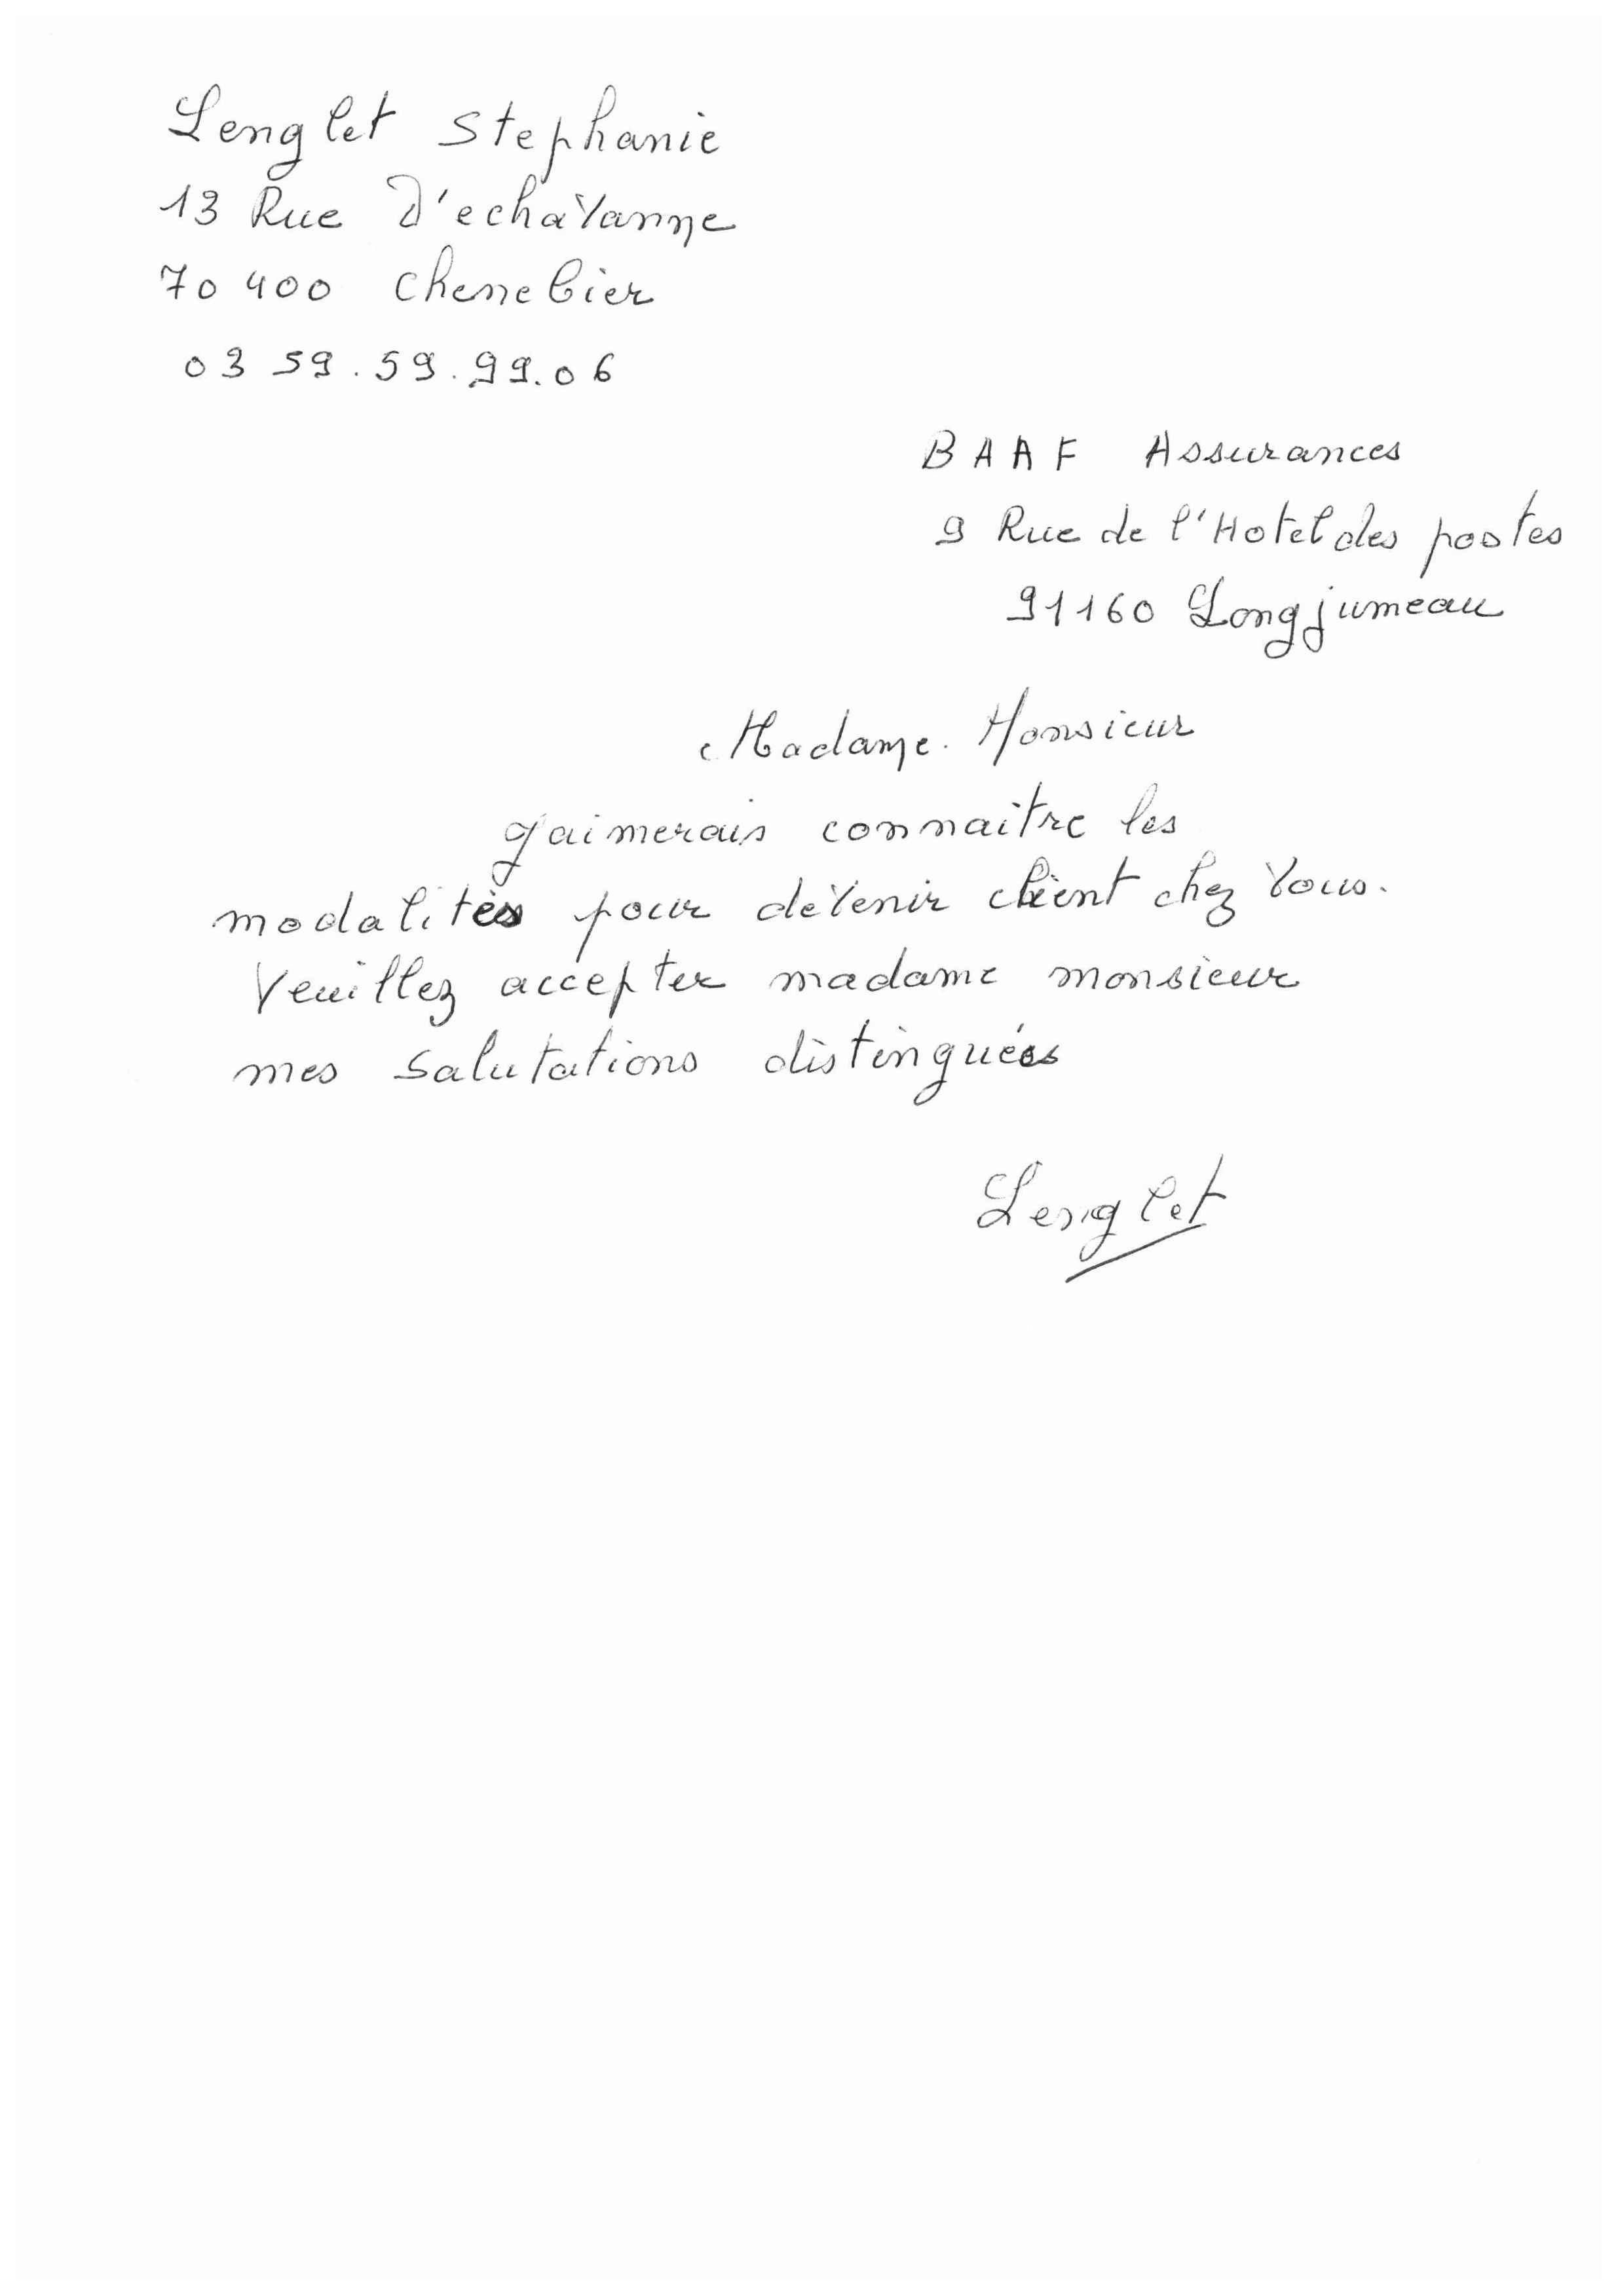 Lenglet Stephanie
13 Rue D'echavanne
70 400 chenebier
03 59.59.99.06
BAAF Assurances
9 Rue de l'Hotel des postes
91160 Longjumeau
Madame. Monsieur
j'aimerais connaitre les
modalités pour devenir client chez vous.
Veuillez accepter madame monsieur
mes salutations distinguées
Lenglet